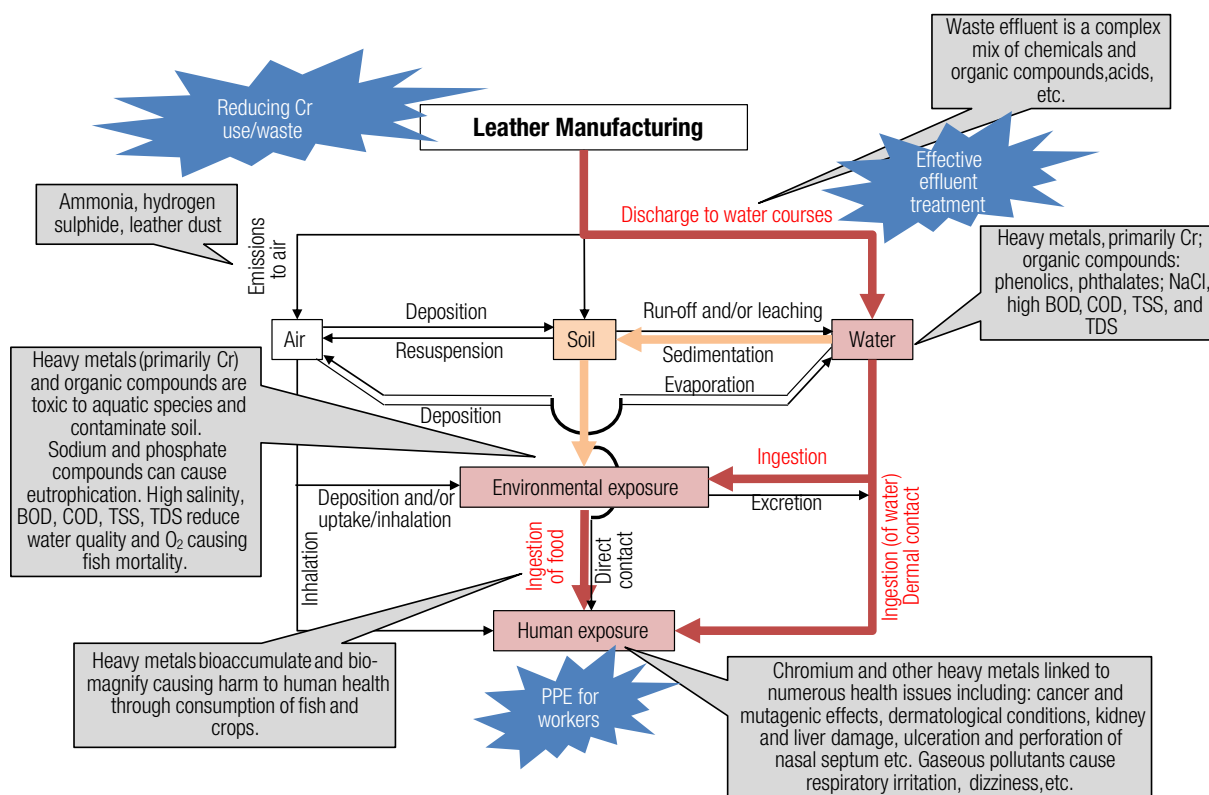 Waste effluent is a complex
mix of chemicals and
organic compounds,acids,
etc.
Reducing Cr
use/waste
Leather Manufacturing
Effective
effluent
treatment
Ammonia, hydrogen
sulphide, leather dust
Discharge to water courses
Emissions
to air
Heavy metals, primarily Cr;
organic compounds:
phenolics, phthalates; NaCl,
high BOD, COD, TSS, and
TDS
Deposition
Run-off and/or leaching
Air
Soil
Water
Resuspension
Sedimentation
Evaporation
Deposition
Heavy metals (primarily Cr)
and organic compounds are
toxic to aquatic species and
contaminate soil.
Sodium and phosphate
compounds can cause
eutrophication. High salinity,
BOD, COD, TSS, TDS reduce
water quality and O₂ causing
fish mortality.
Ingestion
Environmental exposure
Excretion
Deposition and/or
uptake/inhalation
Inhalation
Ingestion
of food
Direct
contact
Ingestion (of water)
Dermal contact
Human exposure
Heavy metals bioaccumulate and bio-
magnify causing harm to human health
through consumption of fish and
crops.
PPE for
workers
Chromium and other heavy metals linked to
numerous health issues including: cancer and
mutagenic effects, dermatological conditions, kidney
and liver damage, ulceration and perforation of
nasal septum etc. Gaseous pollutants cause
respiratory irritation, dizziness,etc.